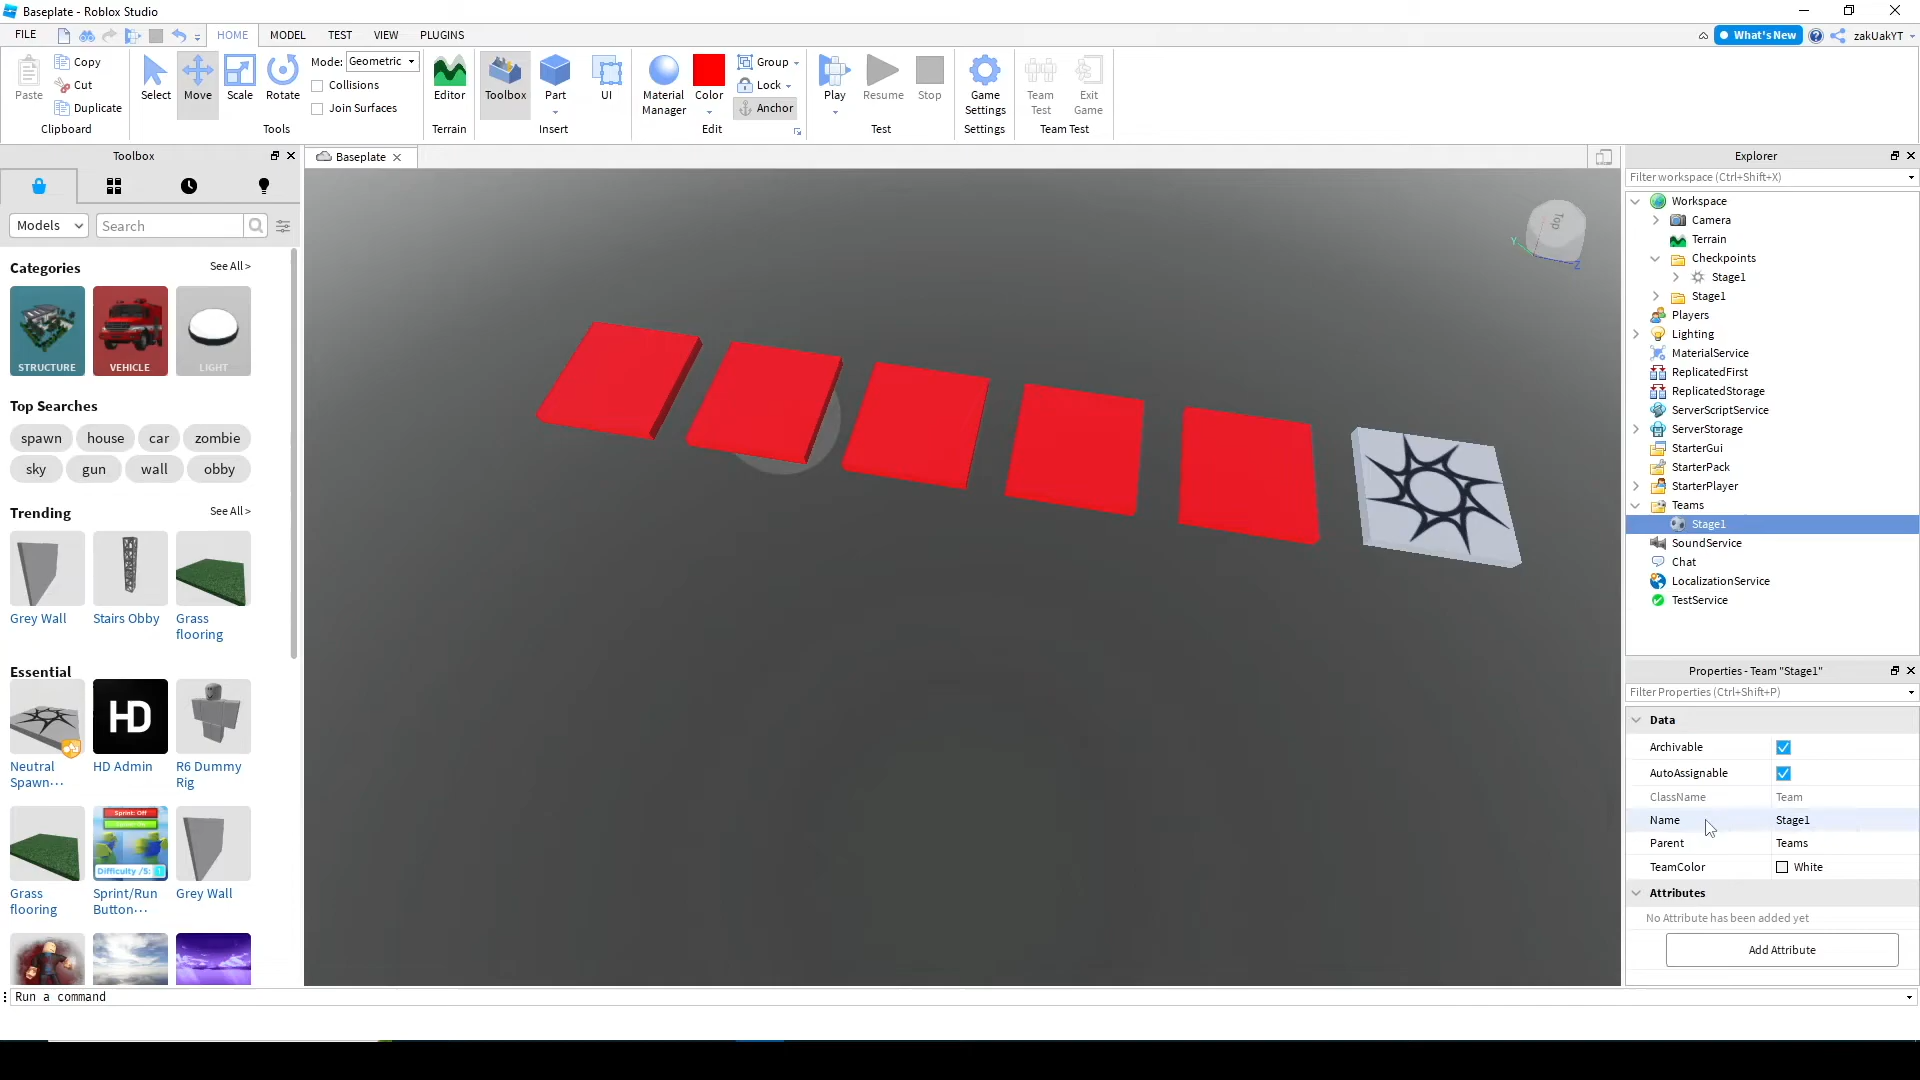 Baseplate - Roblox Studio
FILE HOME MODEL TEST VIEW PLUGINS What's New zakUakYT
Paste Copy Cut Duplicate
Clipboard
Select Move Scale Rotate
Mode: Geometric
Collisions
Join Surfaces
Tools
Editor
Terrain
Toolbox Part UI
Insert
Material Manager Color
Group
Lock
Anchor
Edit
Play Resume Stop
Test
Game Settings
Settings
Team Test Exit Game
Team Test
Toolbox
Models Search
Categories See All >
STRUCTURE VEHICLE LIGHT
Top Searches
spawn house car zombie
sky gun wall obby
Trending See All >
Grey Wall Stairs Obby Grass flooring
Essential
HD
Neutral Spawn··· HD Admin R6 Dummy Rig
Sprint: Off
Difficulty /5: 1
Grass flooring Sprint/Run Button··· Grey Wall
Baseplate
Top
Y
Z
Explorer
Filter workspace (Ctrl+Shift+X)
Workspace
Camera
Terrain
Checkpoints
Stage1
Stage1
Players
Lighting
MaterialService
ReplicatedFirst
ReplicatedStorage
ServerScriptService
ServerStorage
StarterGui
StarterPack
StarterPlayer
Teams
Stage1
SoundService
Chat
LocalizationService
TestService
Properties - Team "Stage1"
Filter Properties (Ctrl+Shift+P)
Data
Archivable
AutoAssignable
ClassName Team
Name Stage1
Parent Teams
TeamColor White
Attributes
No Attribute has been added yet
Add Attribute
Run a command